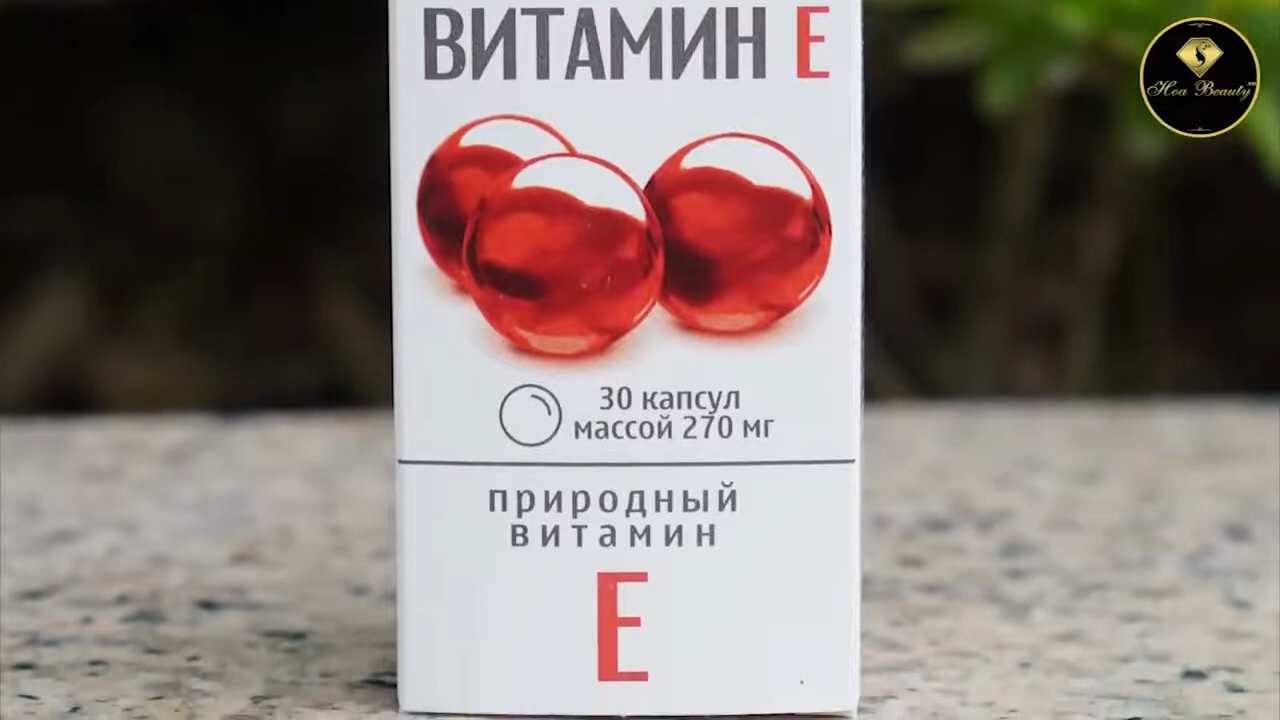 ВИТАМИН Е
Hoa Beauty
30 капсул
массой 270 мг
природный
витамин
Е